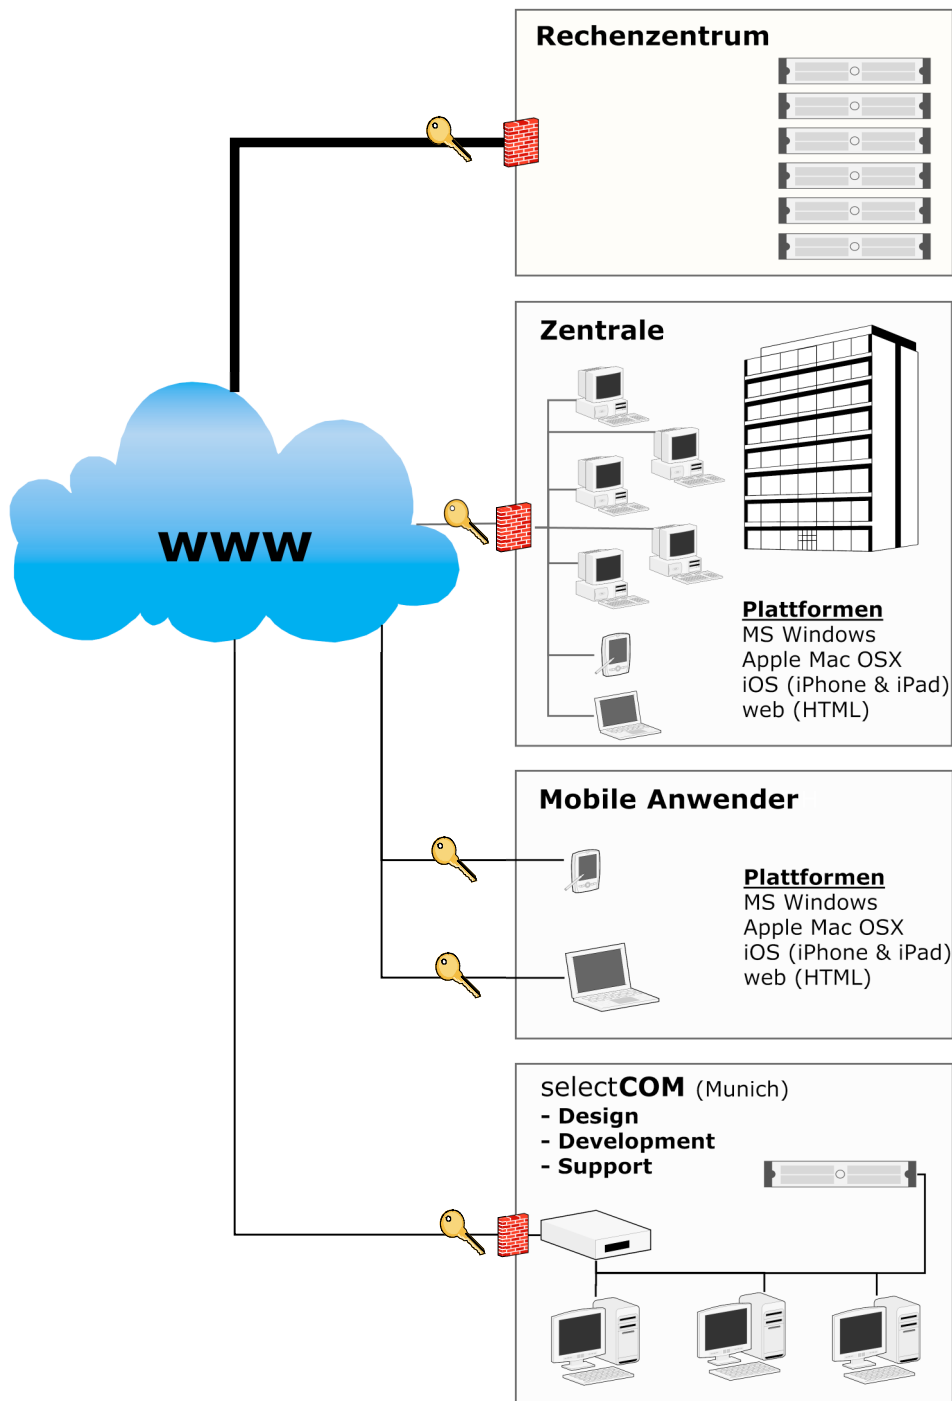 Rechenzentrum
Zentrale
www
Plattformen
MS Windows
Apple Mac OSX
iOS (iPhone & iPad)
web (HTML)
Mobile Anwender
Plattformen
MS Windows
Apple Mac OSX
iOS (iPhone & iPad)
web (HTML)
selectCOM (Munich)
- Design
- Development
- Support